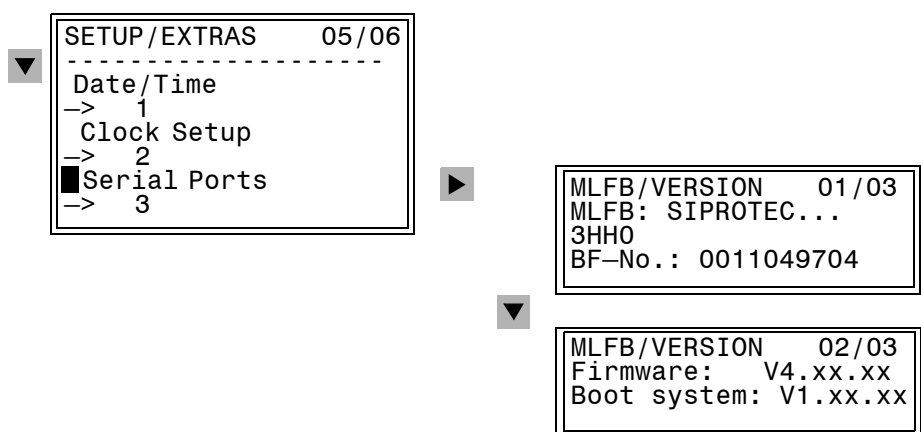 SETUP/EXTRAS 05/06
---------------------
Date/Time
—> 1
Clock Setup
—> 2
Serial Ports
—> 3
MLFB/VERSION 01/03
MLFB: SIPROTEC...
3HH0
BF—No.: 0011049704
MLFB/VERSION 02/03
Firmware: V4.xx.xx
Boot system: V1.xx.xx